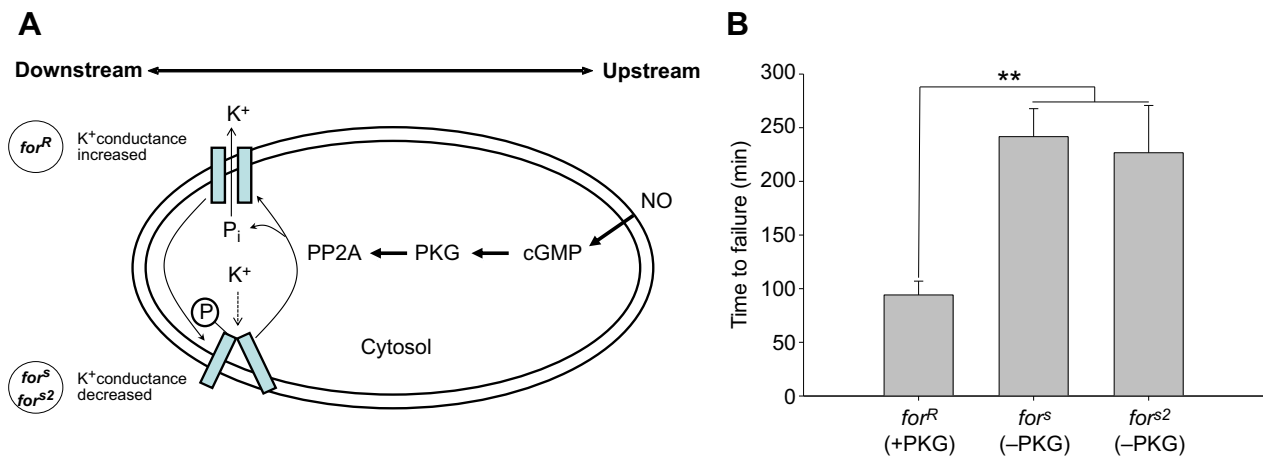 A
Downstream
Upstream
K⁺
forᴿ
K⁺conductance
increased
Pᵢ
NO
PP2A
PKG
cGMP
K⁺
P
Cytosol
forˢ
forˢ²
K⁺conductance
decreased
B
**
Time to failure (min)
300
250
200
150
100
50
0
forᴿ
(+PKG)
forˢ
(–PKG)
forˢ²
(–PKG)